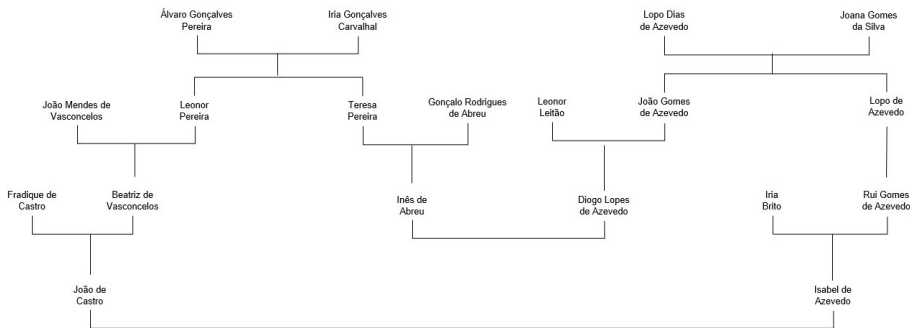 Álvaro Gonçalves
Pereira
Iria Gonçalves
Carvalhal
Lopo Dias
de Azevedo
Joana Gomes
da Silva
João Mendes de
Vasconcelos
Leonor
Pereira
Teresa
Pereira
Gonçalo Rodrigues
de Abreu
Leonor
Leitão
João Gomes
de Azevedo
Lopo de
Azevedo
Fradique de
Castro
Beatriz de
Vasconcelos
Inês de
Abreu
Diogo Lopes
de Azevedo
Iria
Brito
Rui Gomes
de Azevedo
João de
Castro
Isabel de
Azevedo